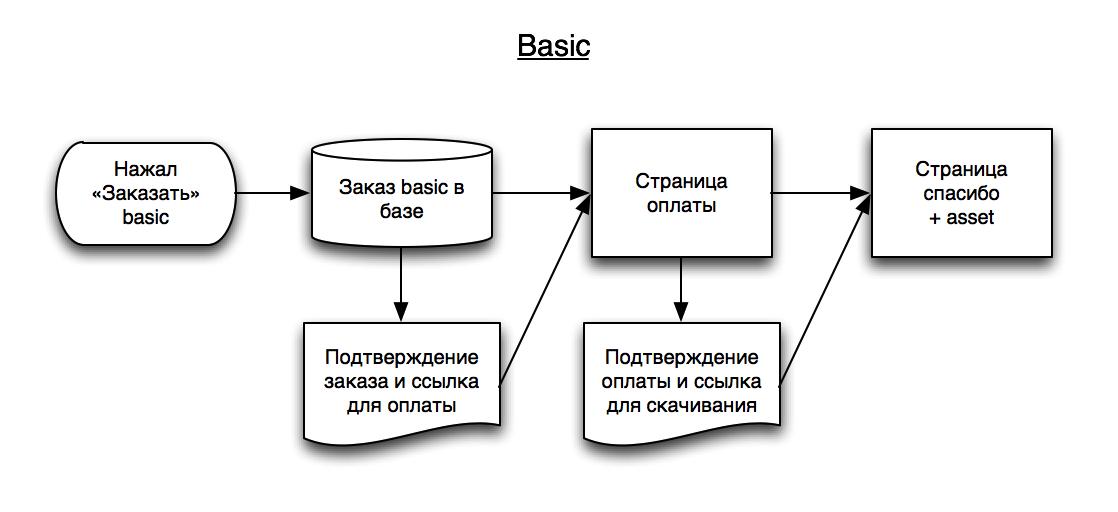 Basic
Нажал
«Заказать»
basic
Заказ basic в
базе
Страница
оплаты
Страница
спасибо
+ asset
Подтверждение
заказа и ссылка
для оплаты
Подтверждение
оплаты и ссылка
для скачивания